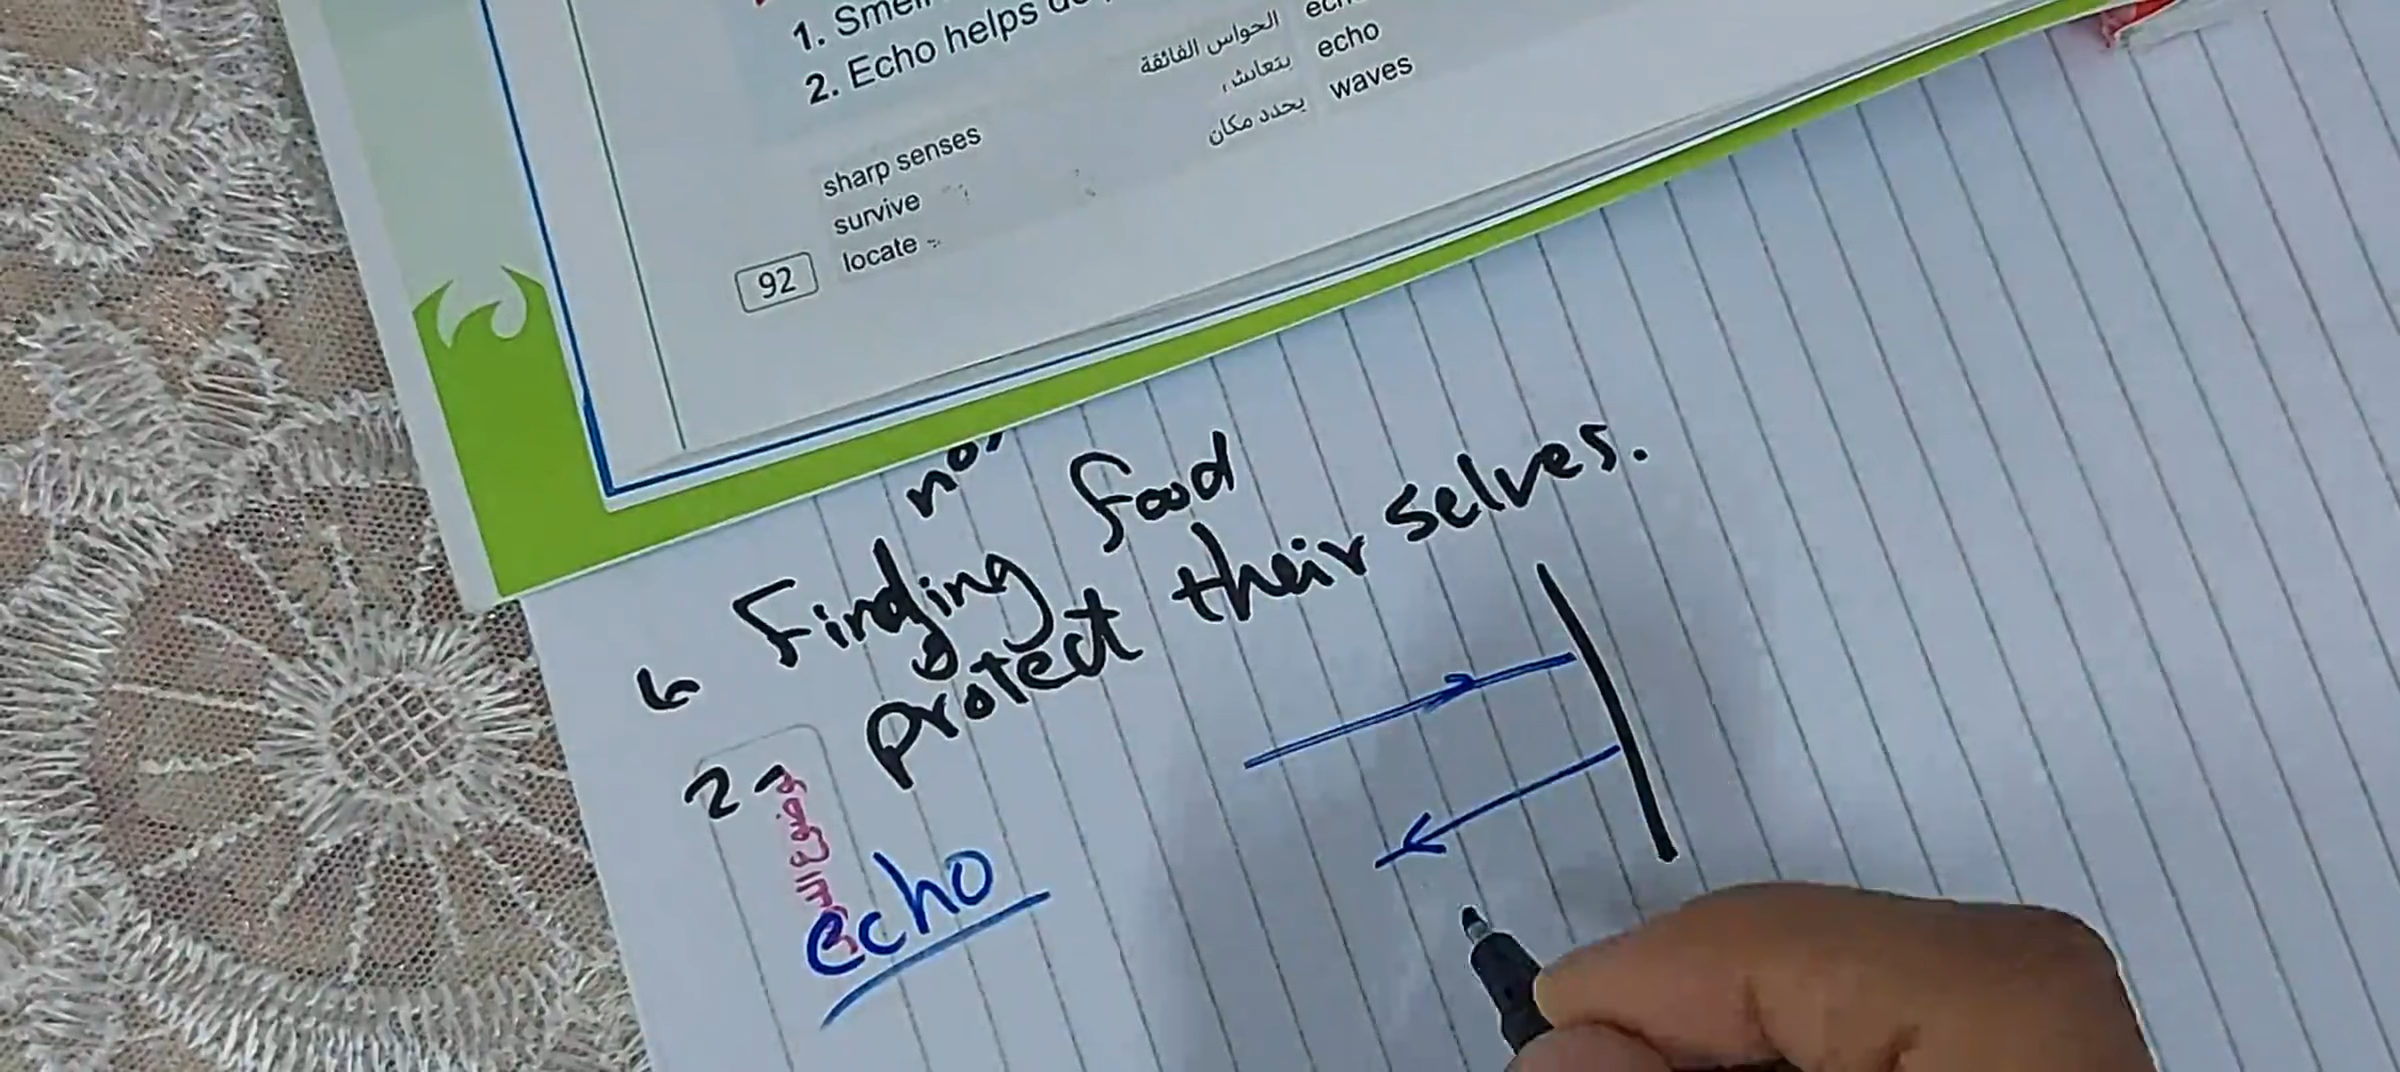 1. Smell
2. Echo helps
sharp senses الحواس الفائقة
survive يتعايش echo
locate يحدد مكان waves
92
Finding food
2- protect their selves.
echo